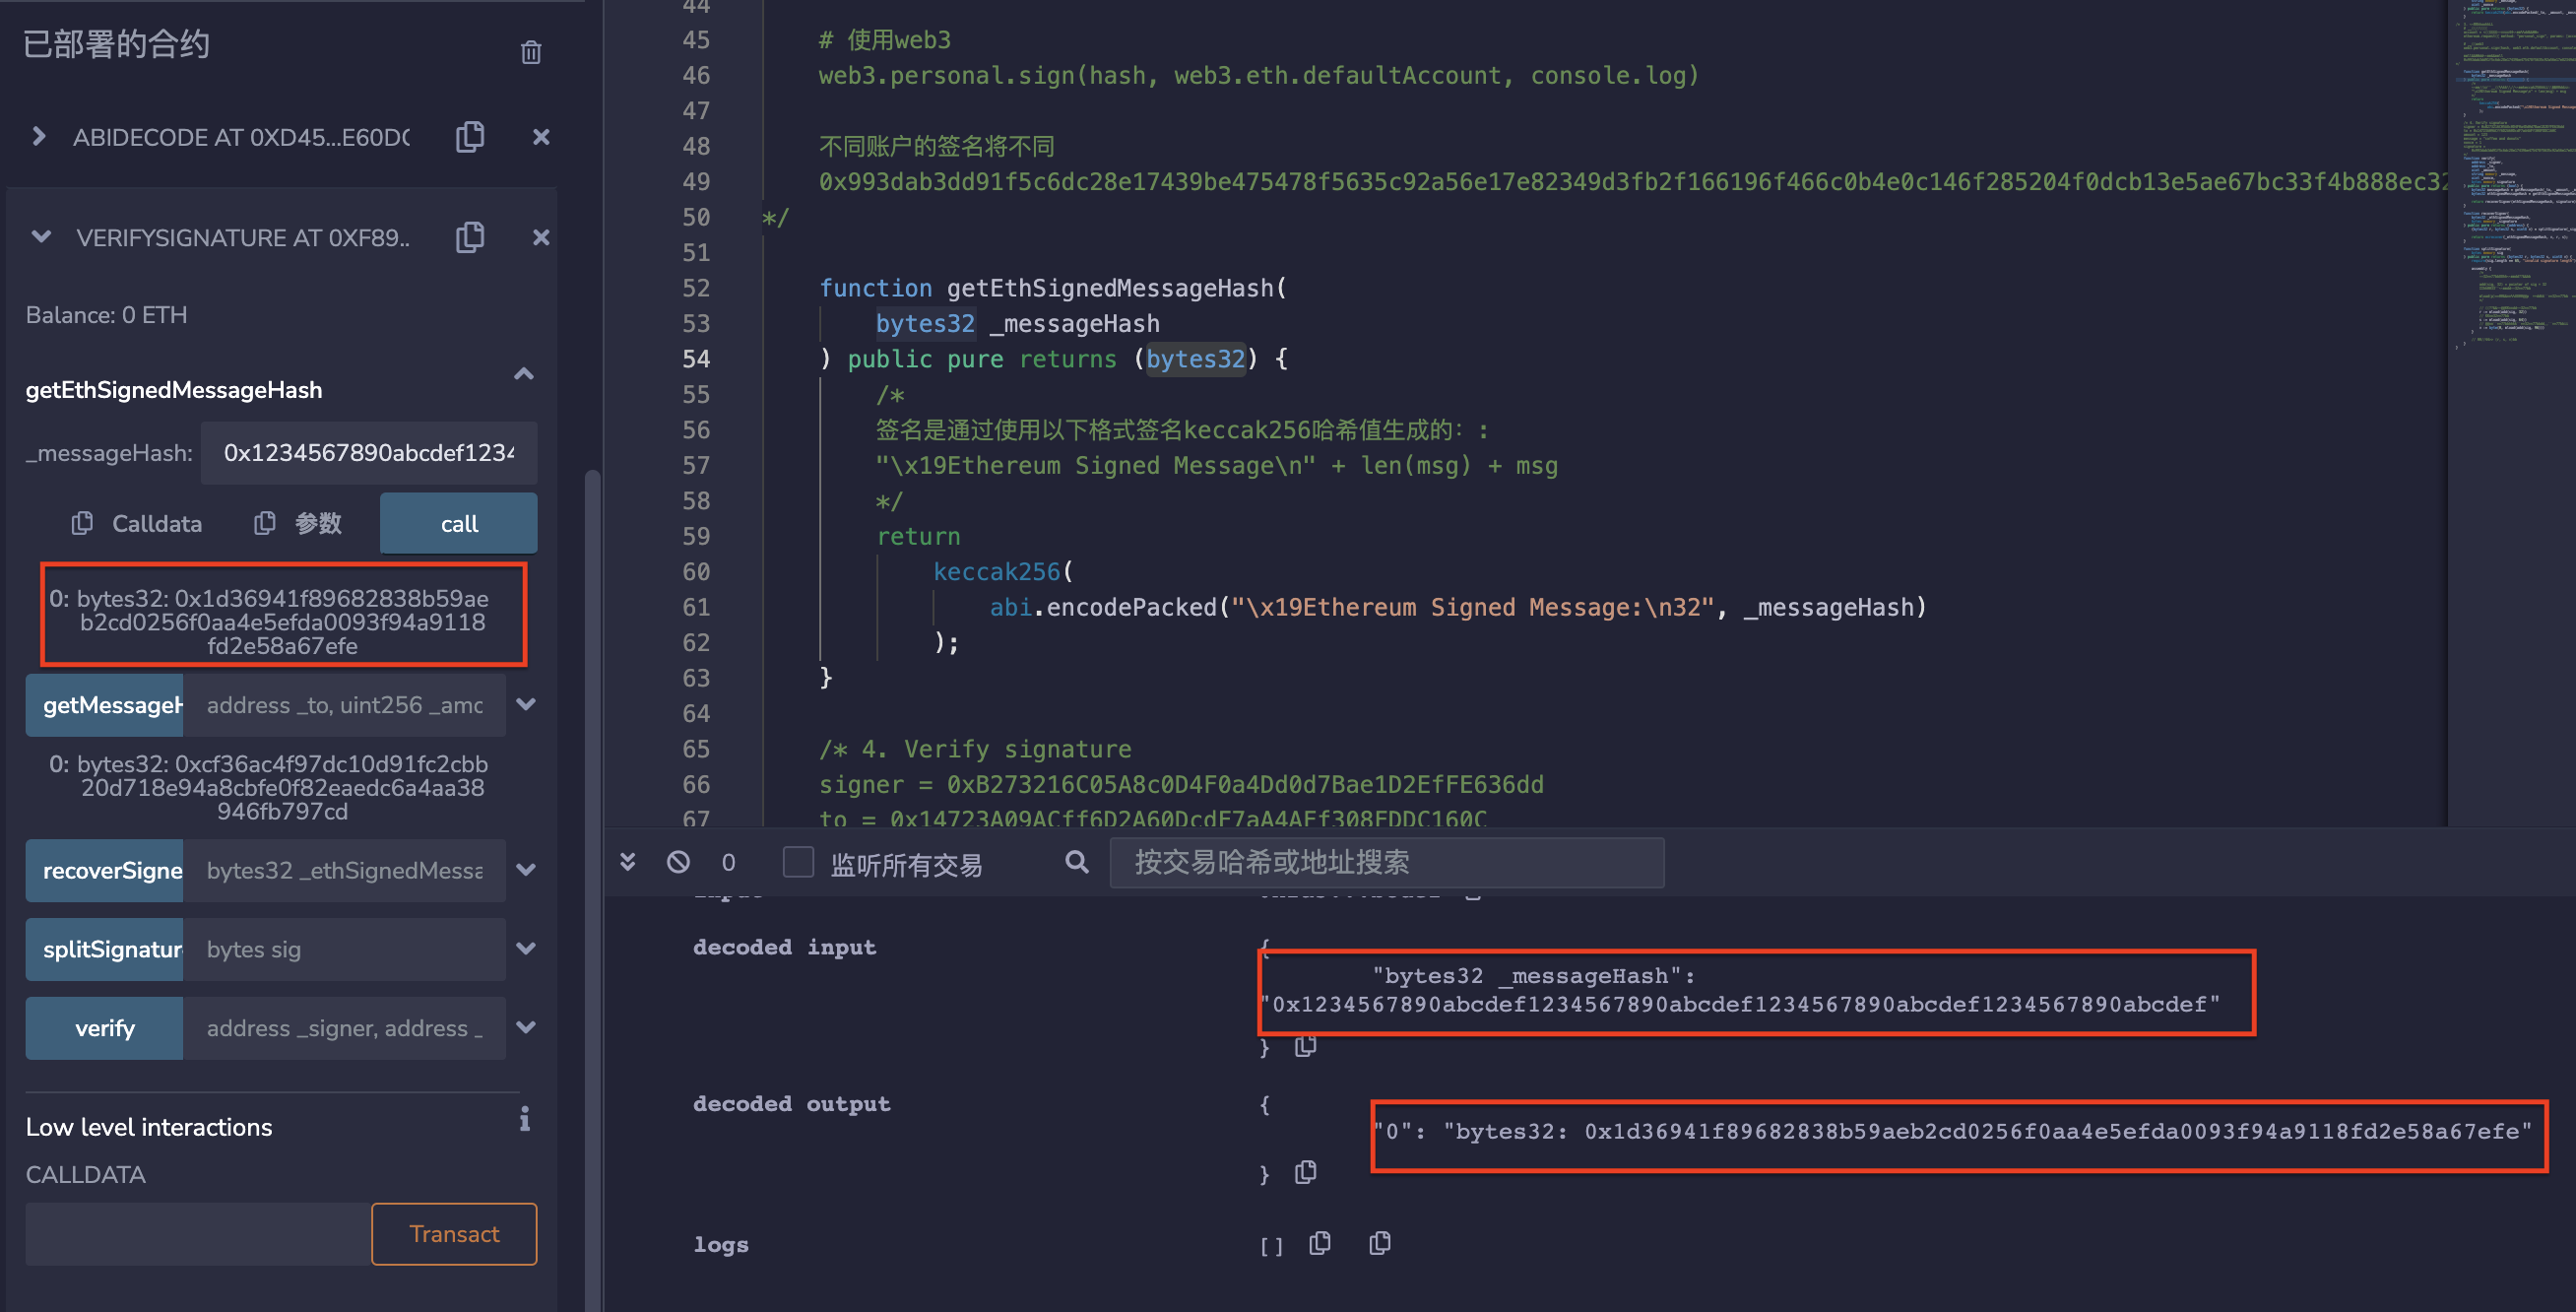 已部署的合约
ABIDECODE AT 0XD45...E60DC
VERIFYSIGNATURE AT 0XF89..
Balance: 0 ETH
getEthSignedMessageHash
_messageHash: 0x1234567890abcdef1234
Calldata 参数 call
0: bytes32: 0x1d36941f89682838b59ae
b2cd0256f0aa4e5efda0093f94a9118
fd2e58a67efe
getMessageH address _to, uint256 _amo
0: bytes32: 0xcf36ac4f97dc10d91fc2cbb
20d718e94a8cbfe0f82eaedc6a4aa38
946fb797cd
recoverSigne bytes32 _ethSignedMessa
splitSignatur bytes sig
verify address _signer, address _
Low level interactions
CALLDATA
Transact
44
45 # 使用web3
46 web3.personal.sign(hash, web3.eth.defaultAccount, console.log)
47
48 不同账户的签名将不同
49 0x993dab3dd91f5c6dc28e17439be475478f5635c92a56e17e82349d3fb2f166196f466c0b4e0c146f285204f0dcb13e5ae67bc33f4b888ec32
50 */
51
52 function getEthSignedMessageHash(
53 bytes32 _messageHash
54 ) public pure returns (bytes32) {
55 /*
56 签名是通过使用以下格式签名keccak256哈希值生成的：:
57 "\x19Ethereum Signed Message\n" + len(msg) + msg
58 */
59 return
60 keccak256(
61 abi.encodePacked("\x19Ethereum Signed Message:\n32", _messageHash)
62 );
63 }
64
65 /* 4. Verify signature
66 signer = 0xB273216C05A8c0D4F0a4Dd0d7Bae1D2EfFE636dd
67 to = 0x14723A09ACff6D2A60DcdF7aA4AFf308FDDC160C
0 监听所有交易 按交易哈希或地址搜索
decoded input {
"bytes32 _messageHash":
"0x1234567890abcdef1234567890abcdef1234567890abcdef1234567890abcdef"
}
decoded output {
"0": "bytes32: 0x1d36941f89682838b59aeb2cd0256f0aa4e5efda0093f94a9118fd2e58a67efe"
}
logs []